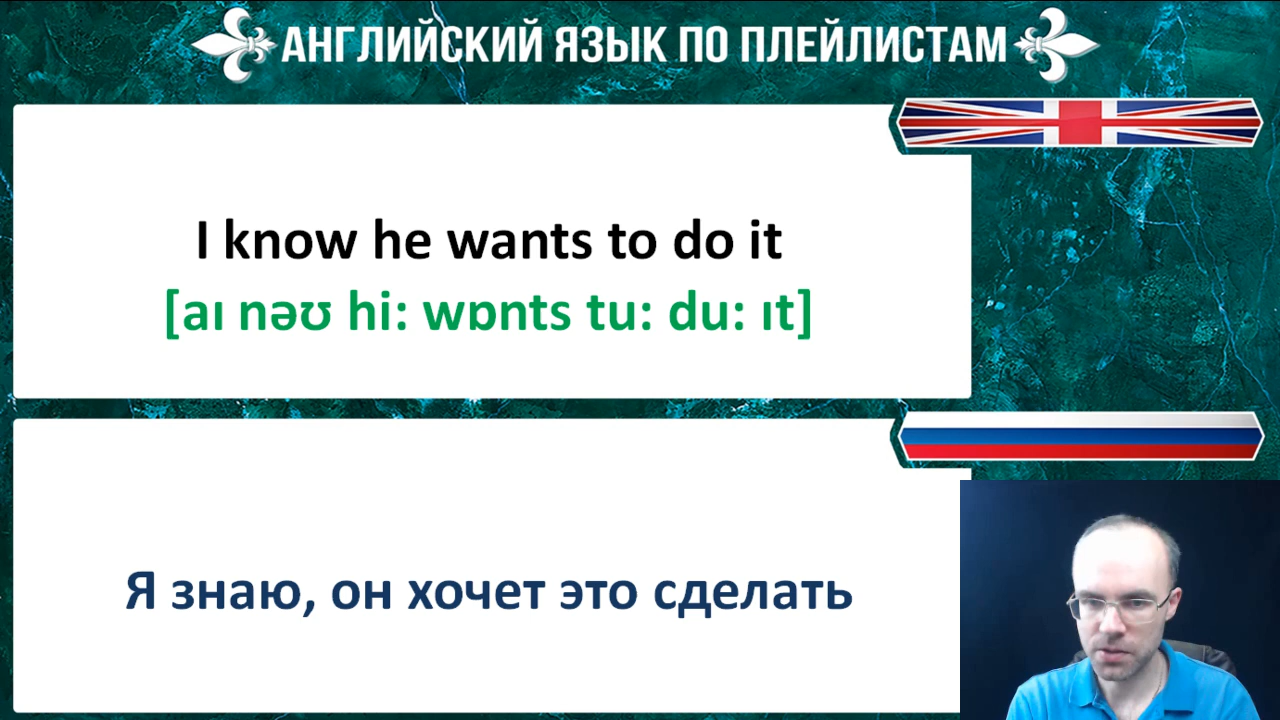 АНГЛИЙСКИЙ ЯЗЫК ПО ПЛЕЙЛИСТАМ
I know he wants to do it
[aɪ nəʊ hi: wɒnts tu: du: ɪt]
Я знаю, он хочет это сделать